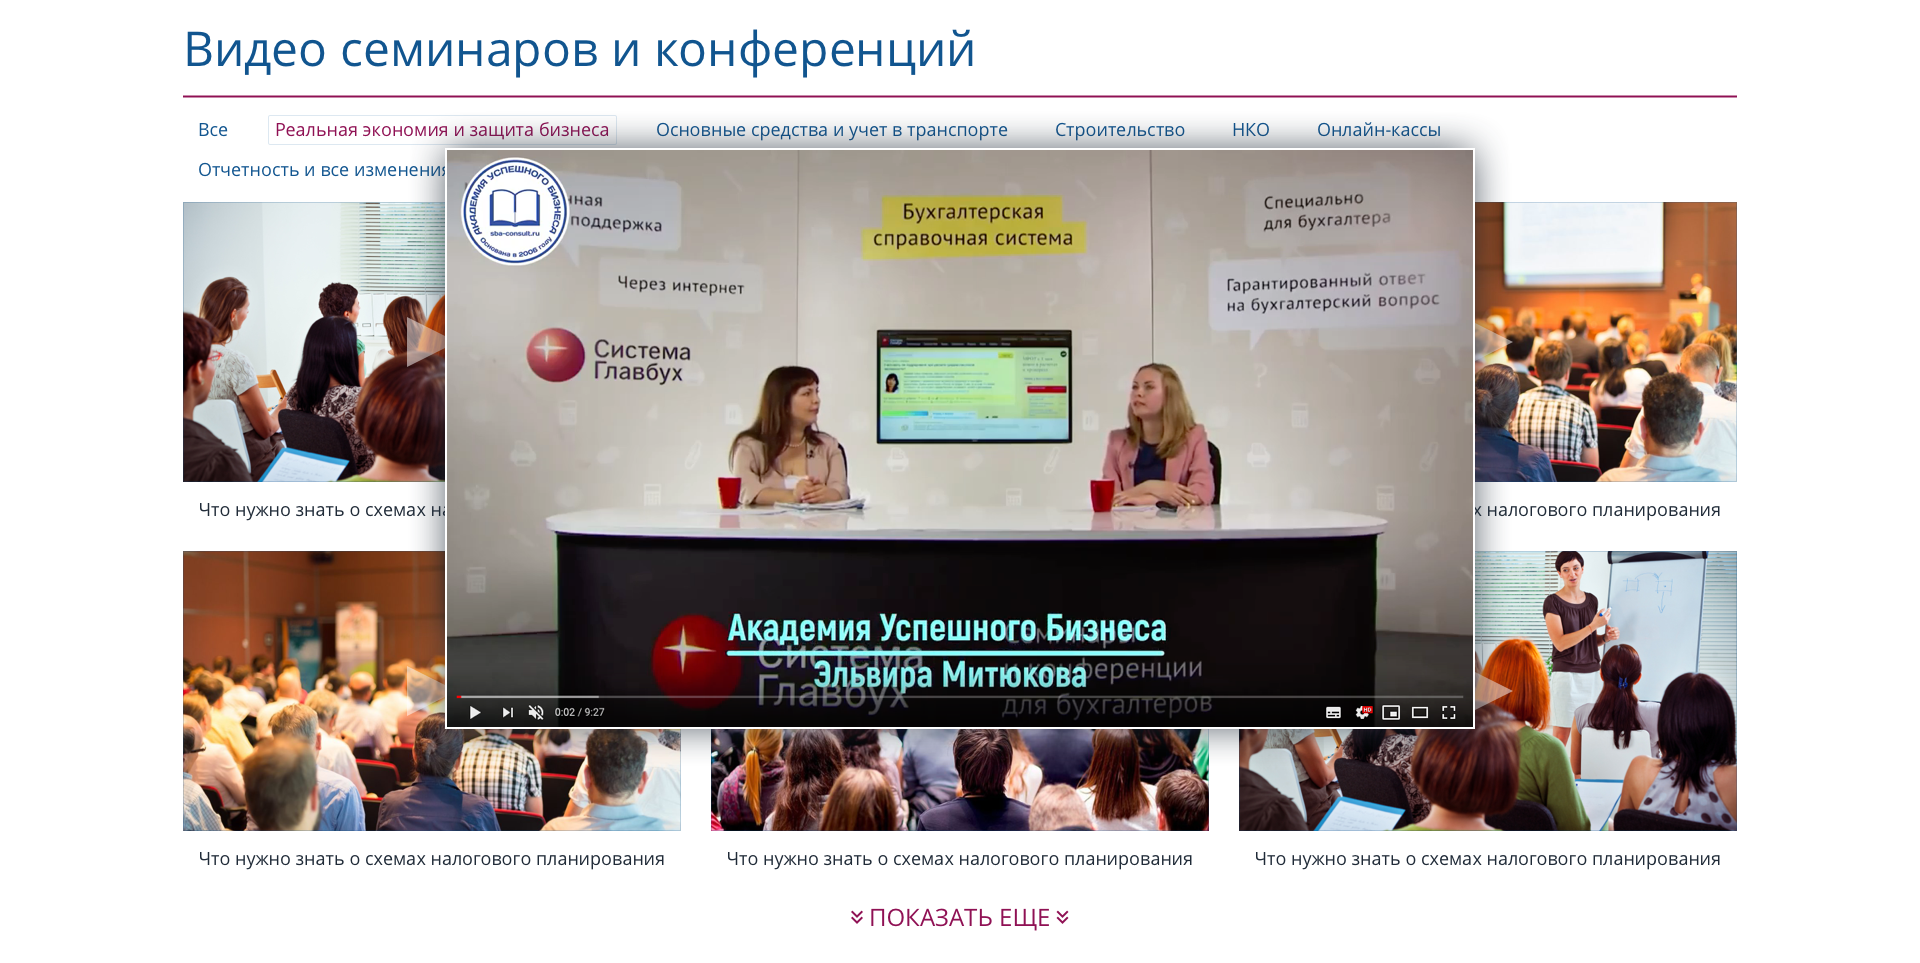 Видео семинаров и конференций
Все
Реальная экономия и защита бизнеса
Основные средства и учет в транспорте
Строительство
НКО
Онлайн-кассы
Отчетность и все изменения
АКАДЕМИЯ УСПЕШНОГО БИЗНЕСА
sba-consult.ru
Основана в 2006 году
поддержка
Через интернет
Бухгалтерская
справочная система
Специально
для бухгалтера
Гарантированный ответ
на бухгалтерский вопрос
Система
Главбух
Что нужно знать о схемах
налогового планирования
Академия Успешного Бизнеса
Эльвира Митюкова
Система
Главбух
Семинары
и конференции
для бухгалтеров
0:02 / 9:27
HD
Что нужно знать о схемах налогового планирования
Что нужно знать о схемах налогового планирования
Что нужно знать о схемах налогового планирования
ПОКАЗАТЬ ЕЩЕ